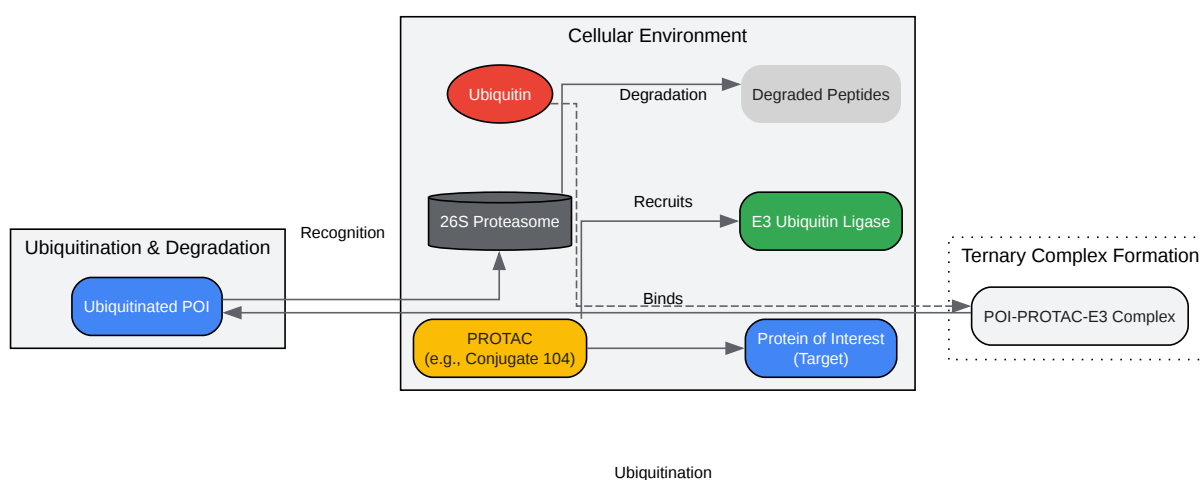 Cellular Environment
Ubiquitin
Degradation
Degraded Peptides
26S Proteasome
Recruits
E3 Ubiquitin Ligase
Recognition
Ubiquitination & Degradation
Ubiquitinated POI
Ternary Complex Formation
Binds
POI-PROTAC-E3 Complex
PROTAC
(e.g., Conjugate 104)
Protein of Interest
(Target)
Ubiquitination